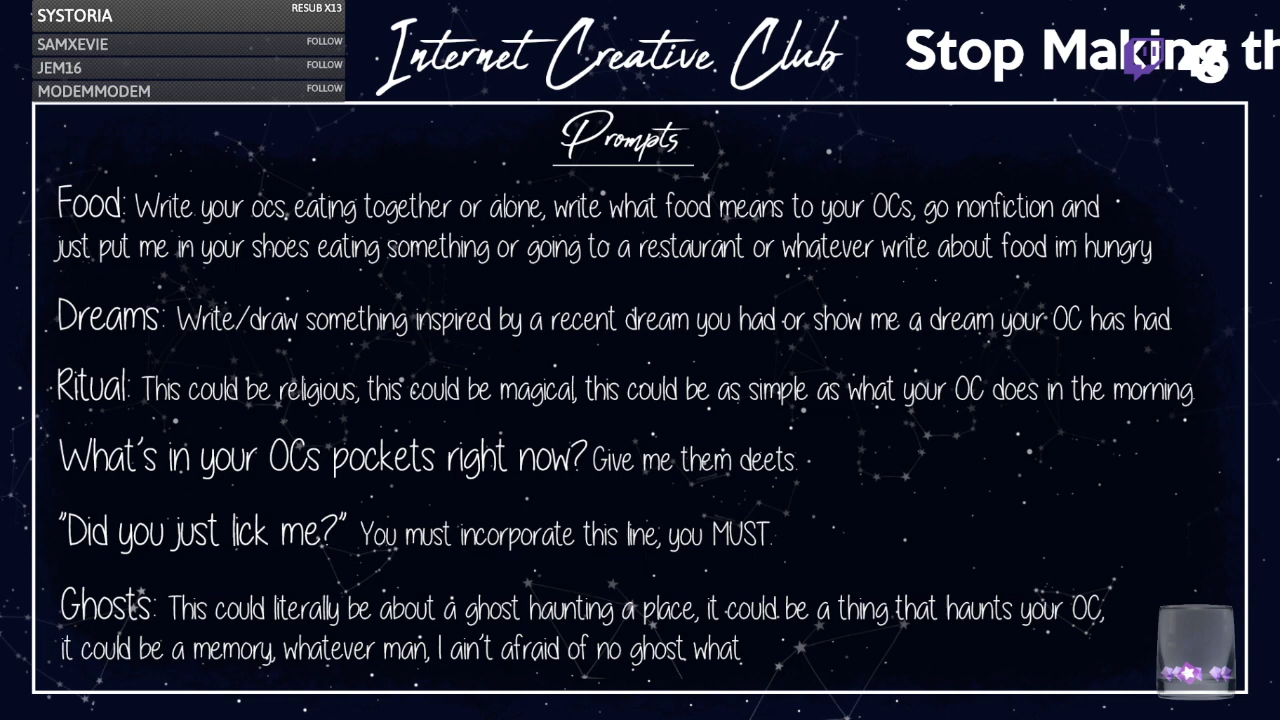 SYSTORIA RESUB X13
SAMXEVIE FOLLOW
JEM16 FOLLOW
MODEMMODEM FOLLOW
Internet Creative Club
Stop Making th
Prompts
Food: Write your ocs, eating together or alone, write what food means to your OCs, go nonfiction and
just put me in your shoes eating something or going to a restaurant or whatever write about food im hungry
Dreams: Write/draw something inspired by a recent dream you had or show me a dream your OC has had.
Ritual: This could be religious, this could be magical, this could be as simple as what your OC does in the morning.
What's in your OCs pockets right now? Give me them deets.
"Did you just lick me?" You must incorporate this line, you MUST.
Ghosts: This could literally be about a ghost haunting a place, it could be a thing that haunts your OC,
it could be a memory, whatever man, I ain't afraid of no ghost what